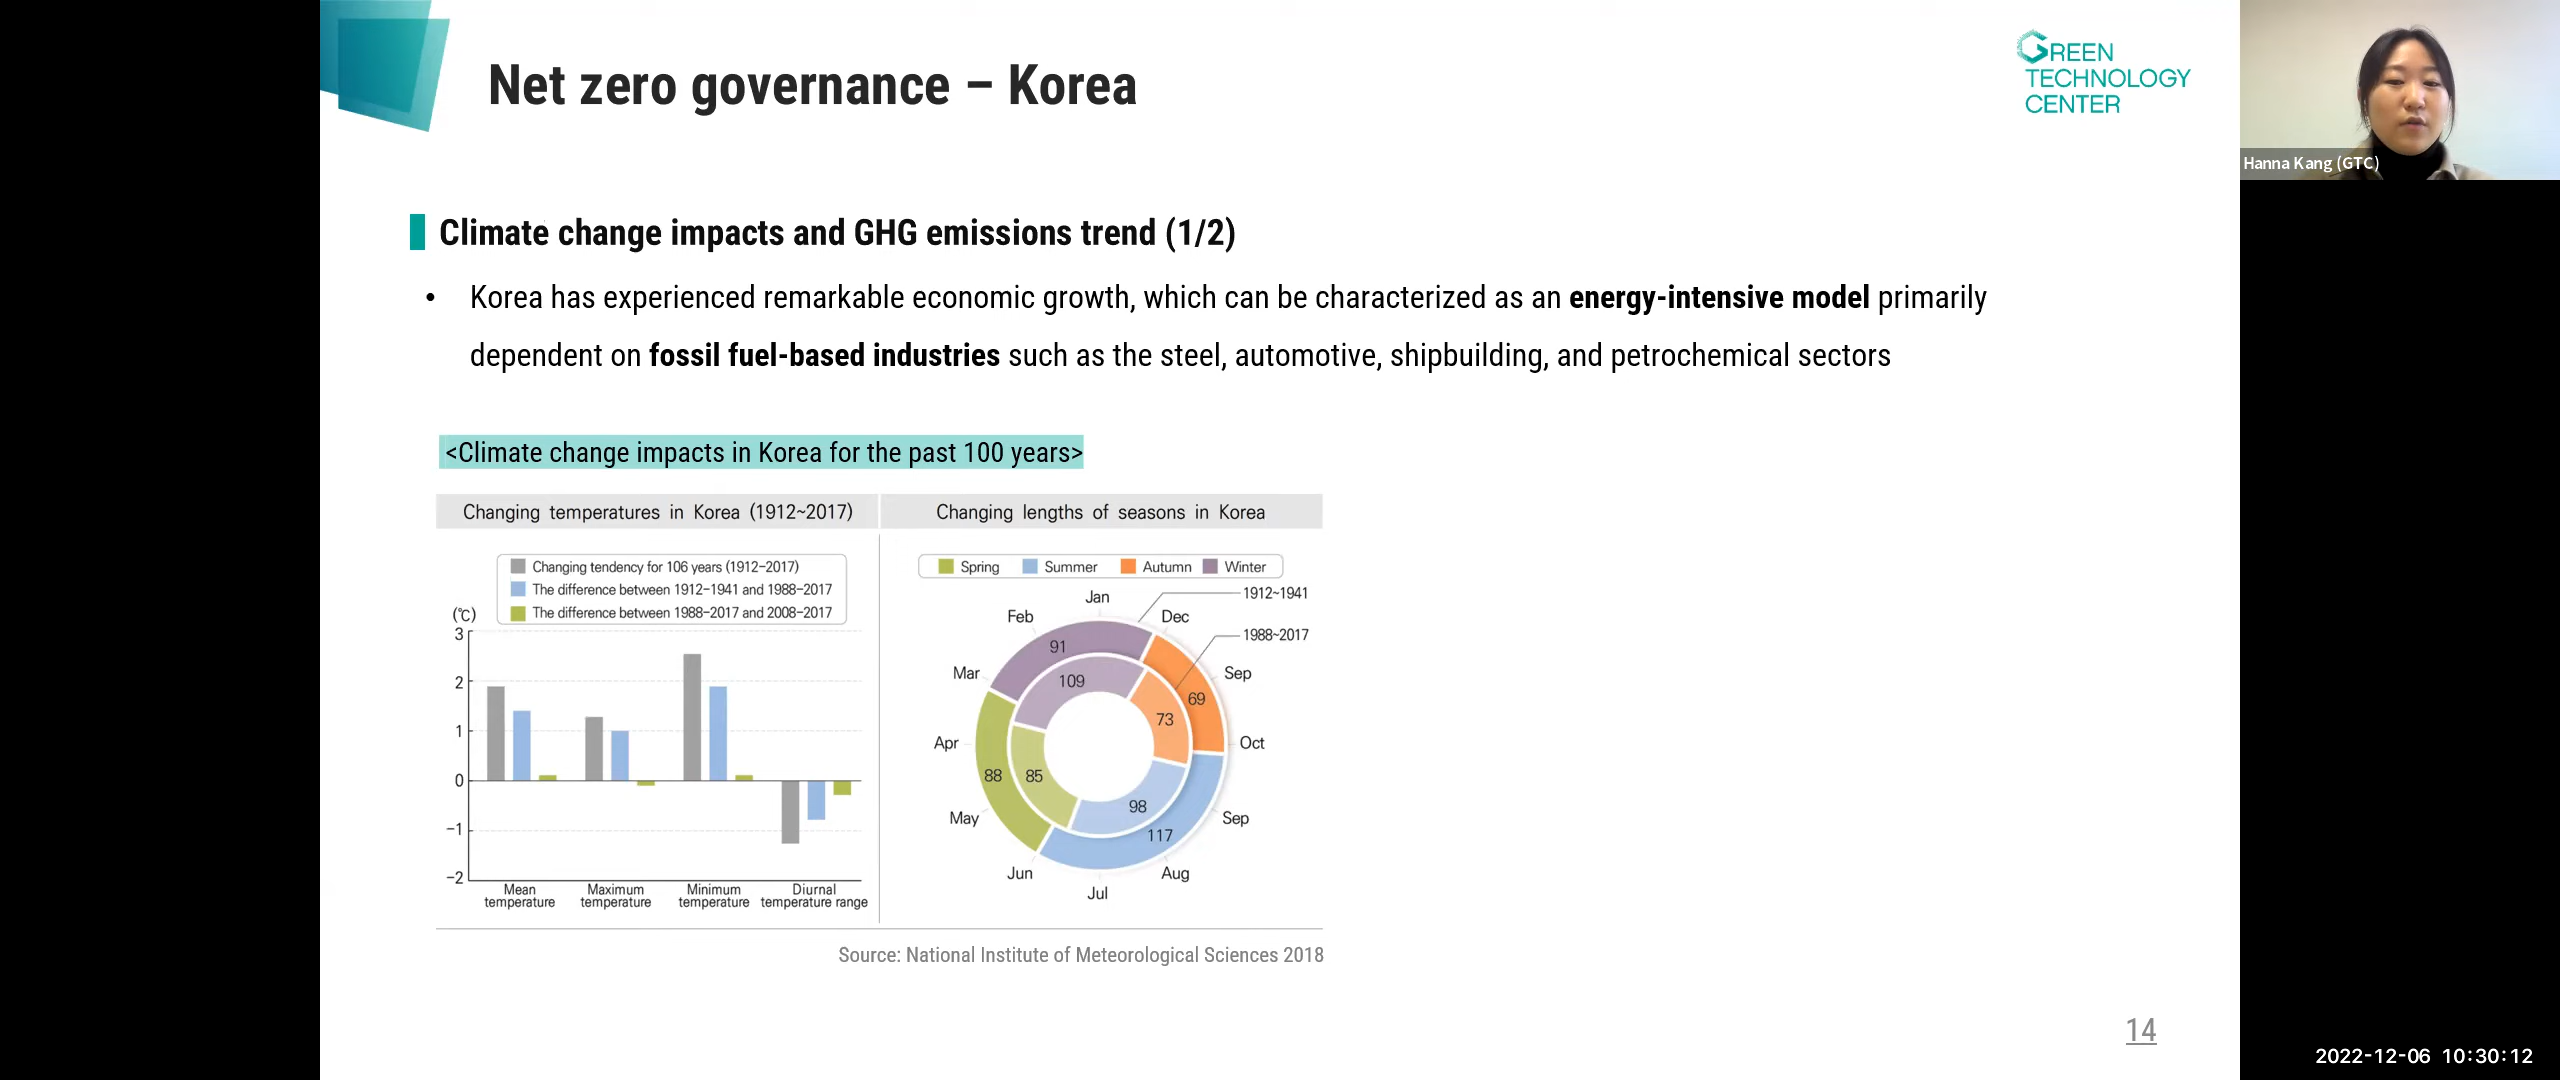 Net zero governance – Korea
GREEN
TECHNOLOGY
CENTER
Hanna Kang (GTC)
Climate change impacts and GHG emissions trend (1/2)
• Korea has experienced remarkable economic growth, which can be characterized as an energy-intensive model primarily
dependent on fossil fuel-based industries such as the steel, automotive, shipbuilding, and petrochemical sectors
<Climate change impacts in Korea for the past 100 years>
Changing temperatures in Korea (1912~2017)
Changing tendency for 106 years (1912–2017)
The difference between 1912–1941 and 1988–2017
The difference between 1988–2017 and 2008–2017
(℃)
3
2
1
0
−1
−2
Mean
temperature
Maximum
temperature
Minimum
temperature
Diurnal
temperature range
Changing lengths of seasons in Korea
Spring Summer Autumn Winter
1912~1941
1988~2017
Jan
Dec
Sep
Oct
Sep
Aug
Jul
Jun
May
Apr
Mar
Feb
91
109
69
73
88
85
98
117
Source: National Institute of Meteorological Sciences 2018
14
2022-12-06 10:30:12